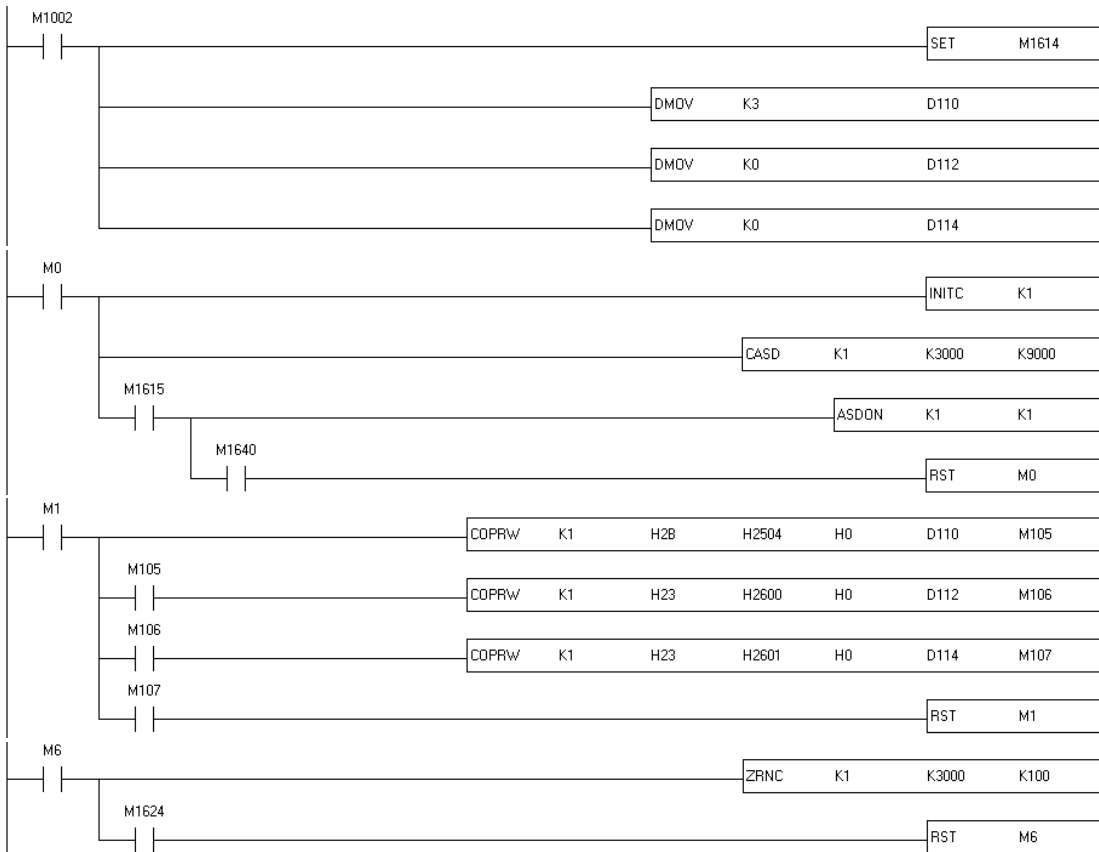 M1002
SET M1614
DMOV K3 D110
DMOV K0 D112
DMOV K0 D114
M0
INITC K1
CASD K1 K3000 K9000
M1615
ASDON K1 K1
M1640
RST M0
M1
COPRW K1 H2B H2504 H0 D110 M105
M105
COPRW K1 H23 H2600 H0 D112 M106
M106
COPRW K1 H23 H2601 H0 D114 M107
M107
RST M1
M6
ZRNC K1 K3000 K100
M1624
RST M6